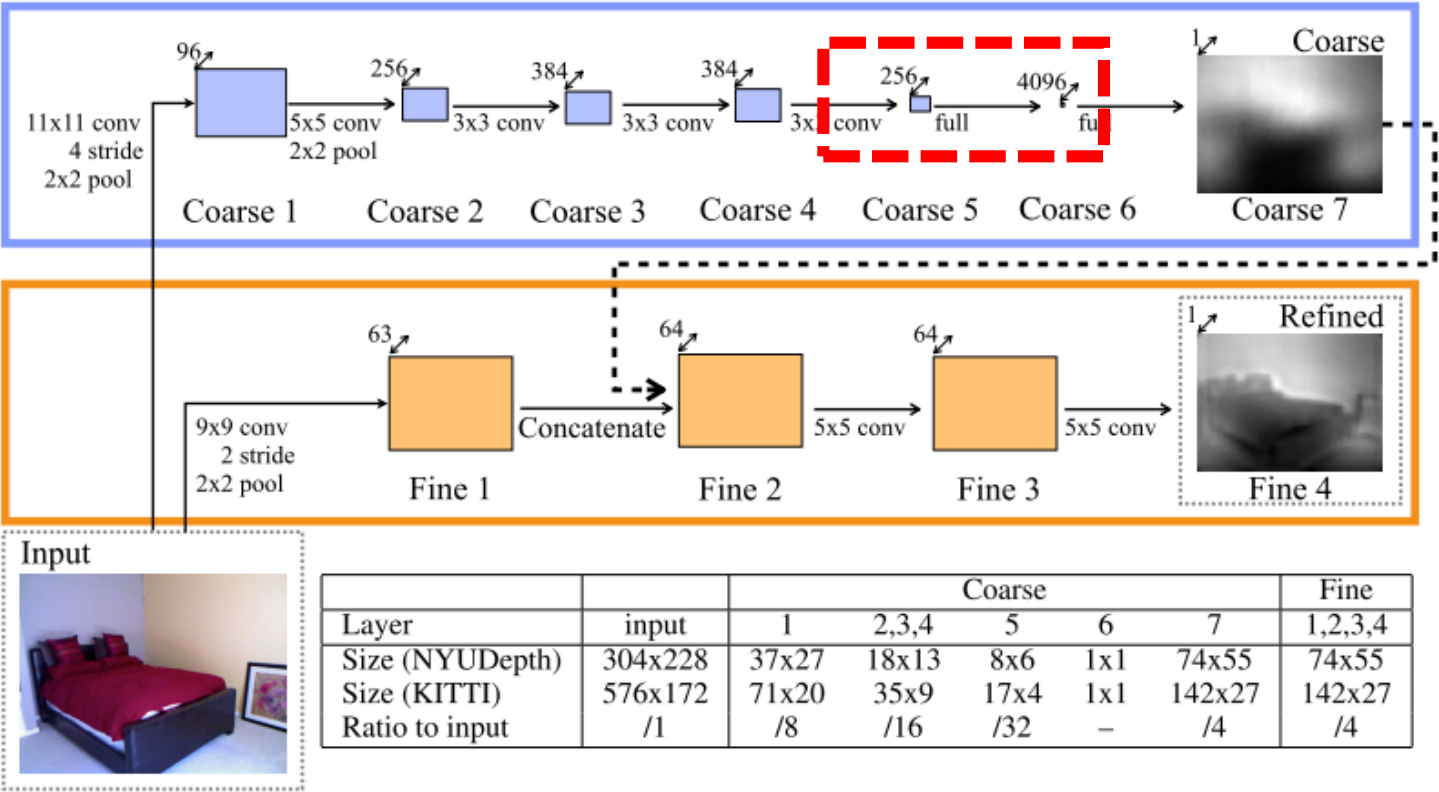 96
256
384
384
256
4096
1
Coarse
11x11 conv
4 stride
2x2 pool
5x5 conv
2x2 pool
3x3 conv
3x3 conv
conv
full
Coarse 1
Coarse 2
Coarse 3
Coarse 4
Coarse 5
Coarse 6
Coarse 7
63
64
64
1
Refined
9x9 conv
2 stride
2x2 pool
Concatenate
5x5 conv
5x5 conv
Fine 1
Fine 2
Fine 3
Fine 4
Input
Coarse Fine
Layer input 1 2,3,4 5 6 7 1,2,3,4
Size (NYUDepth) 304x228 37x27 18x13 8x6 1x1 74x55 74x55
Size (KITTI) 576x172 71x20 35x9 17x4 1x1 142x27 142x27
Ratio to input /1 /8 /16 /32 – /4 /4